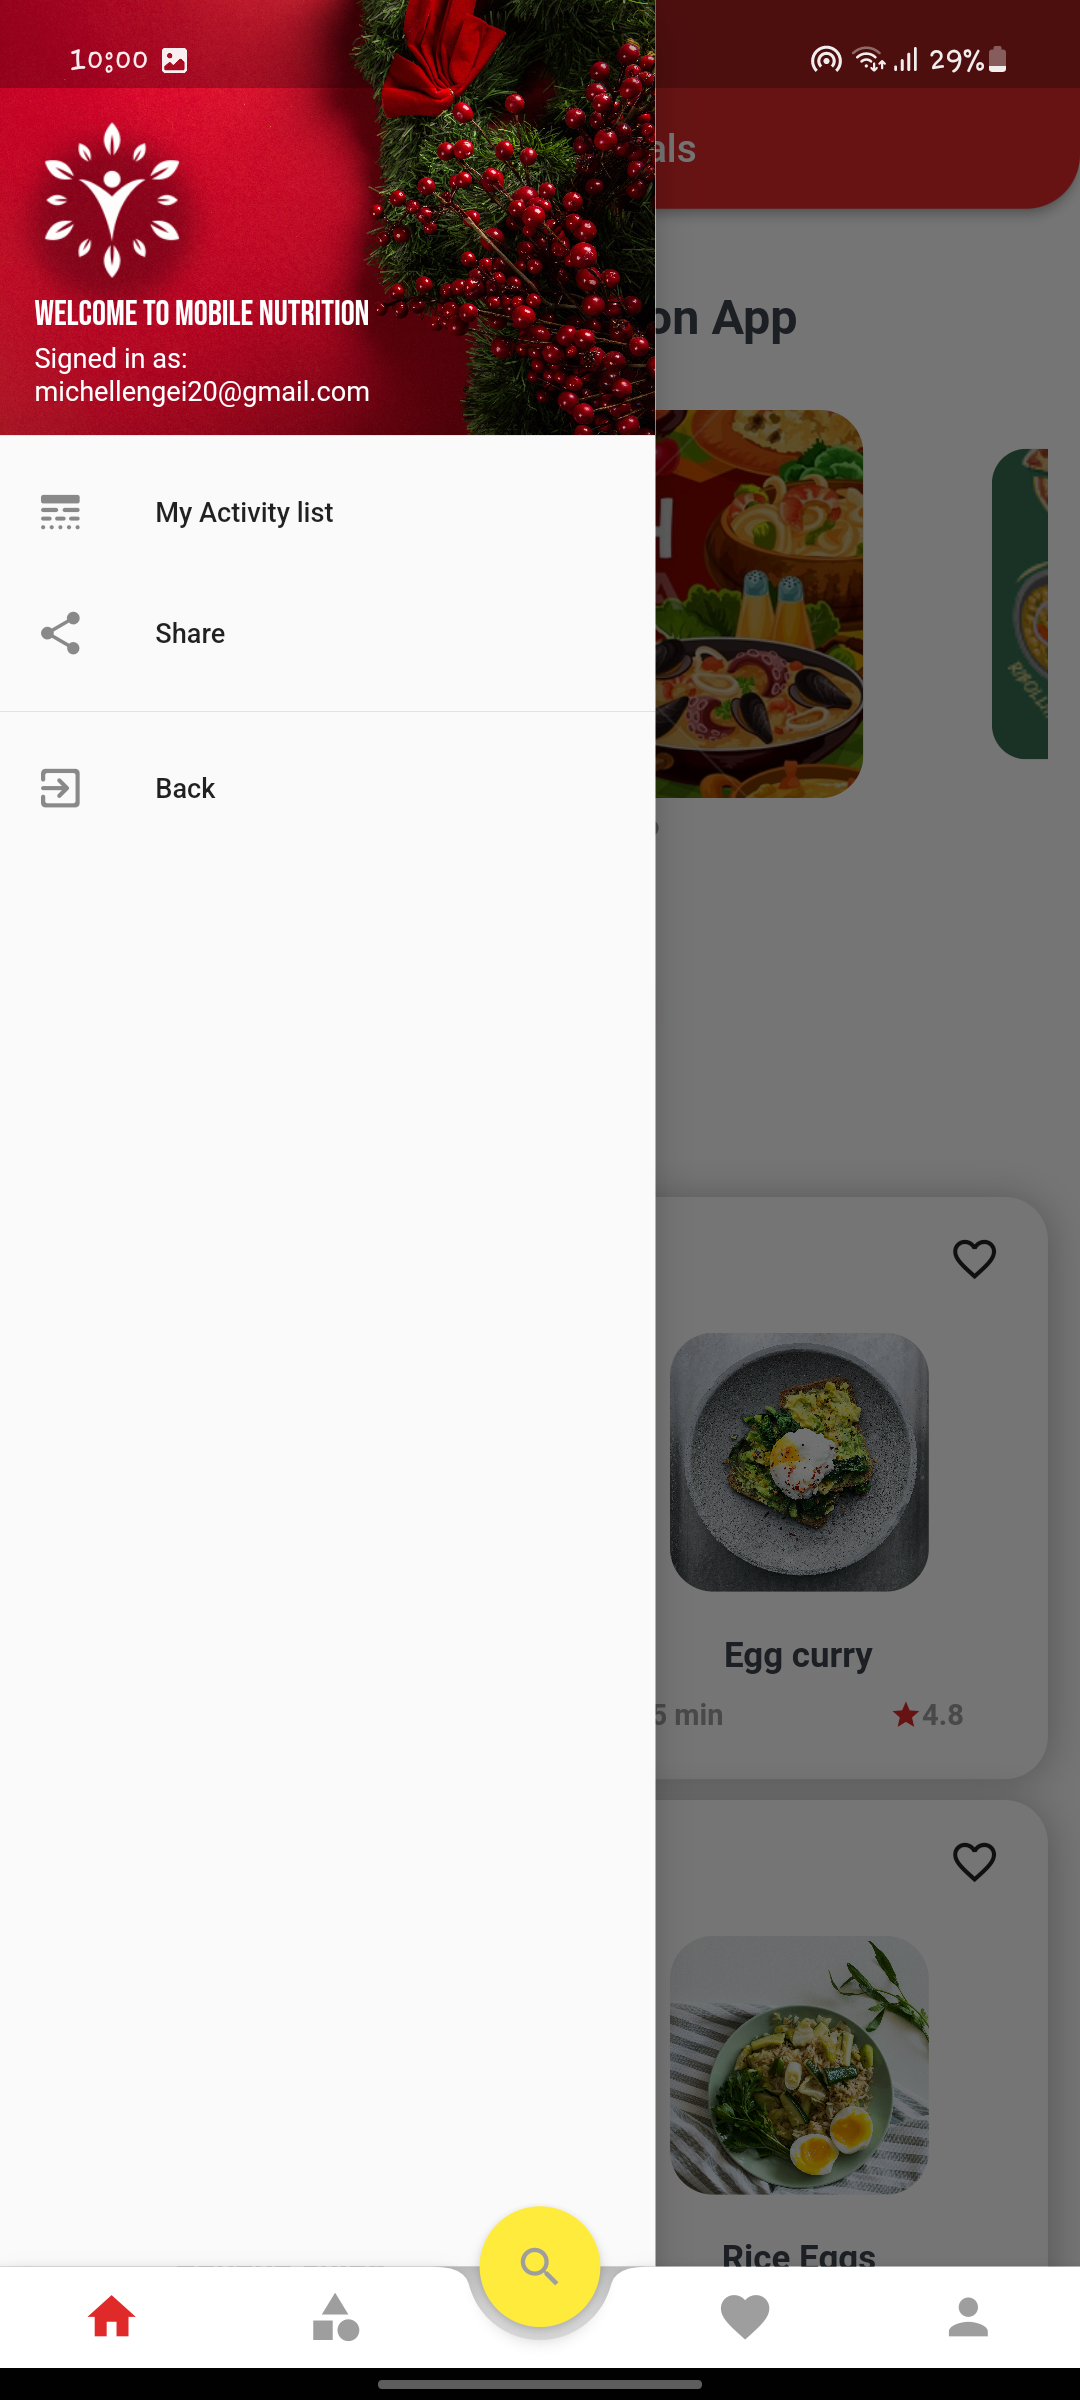 10:00
29%
als
WELCOME TO MOBILE NUTRITION
on App
Signed in as:
michellengei20@gmail.com
My Activity list
Share
Back
Egg curry
5 min
4.8
Rice Eggs